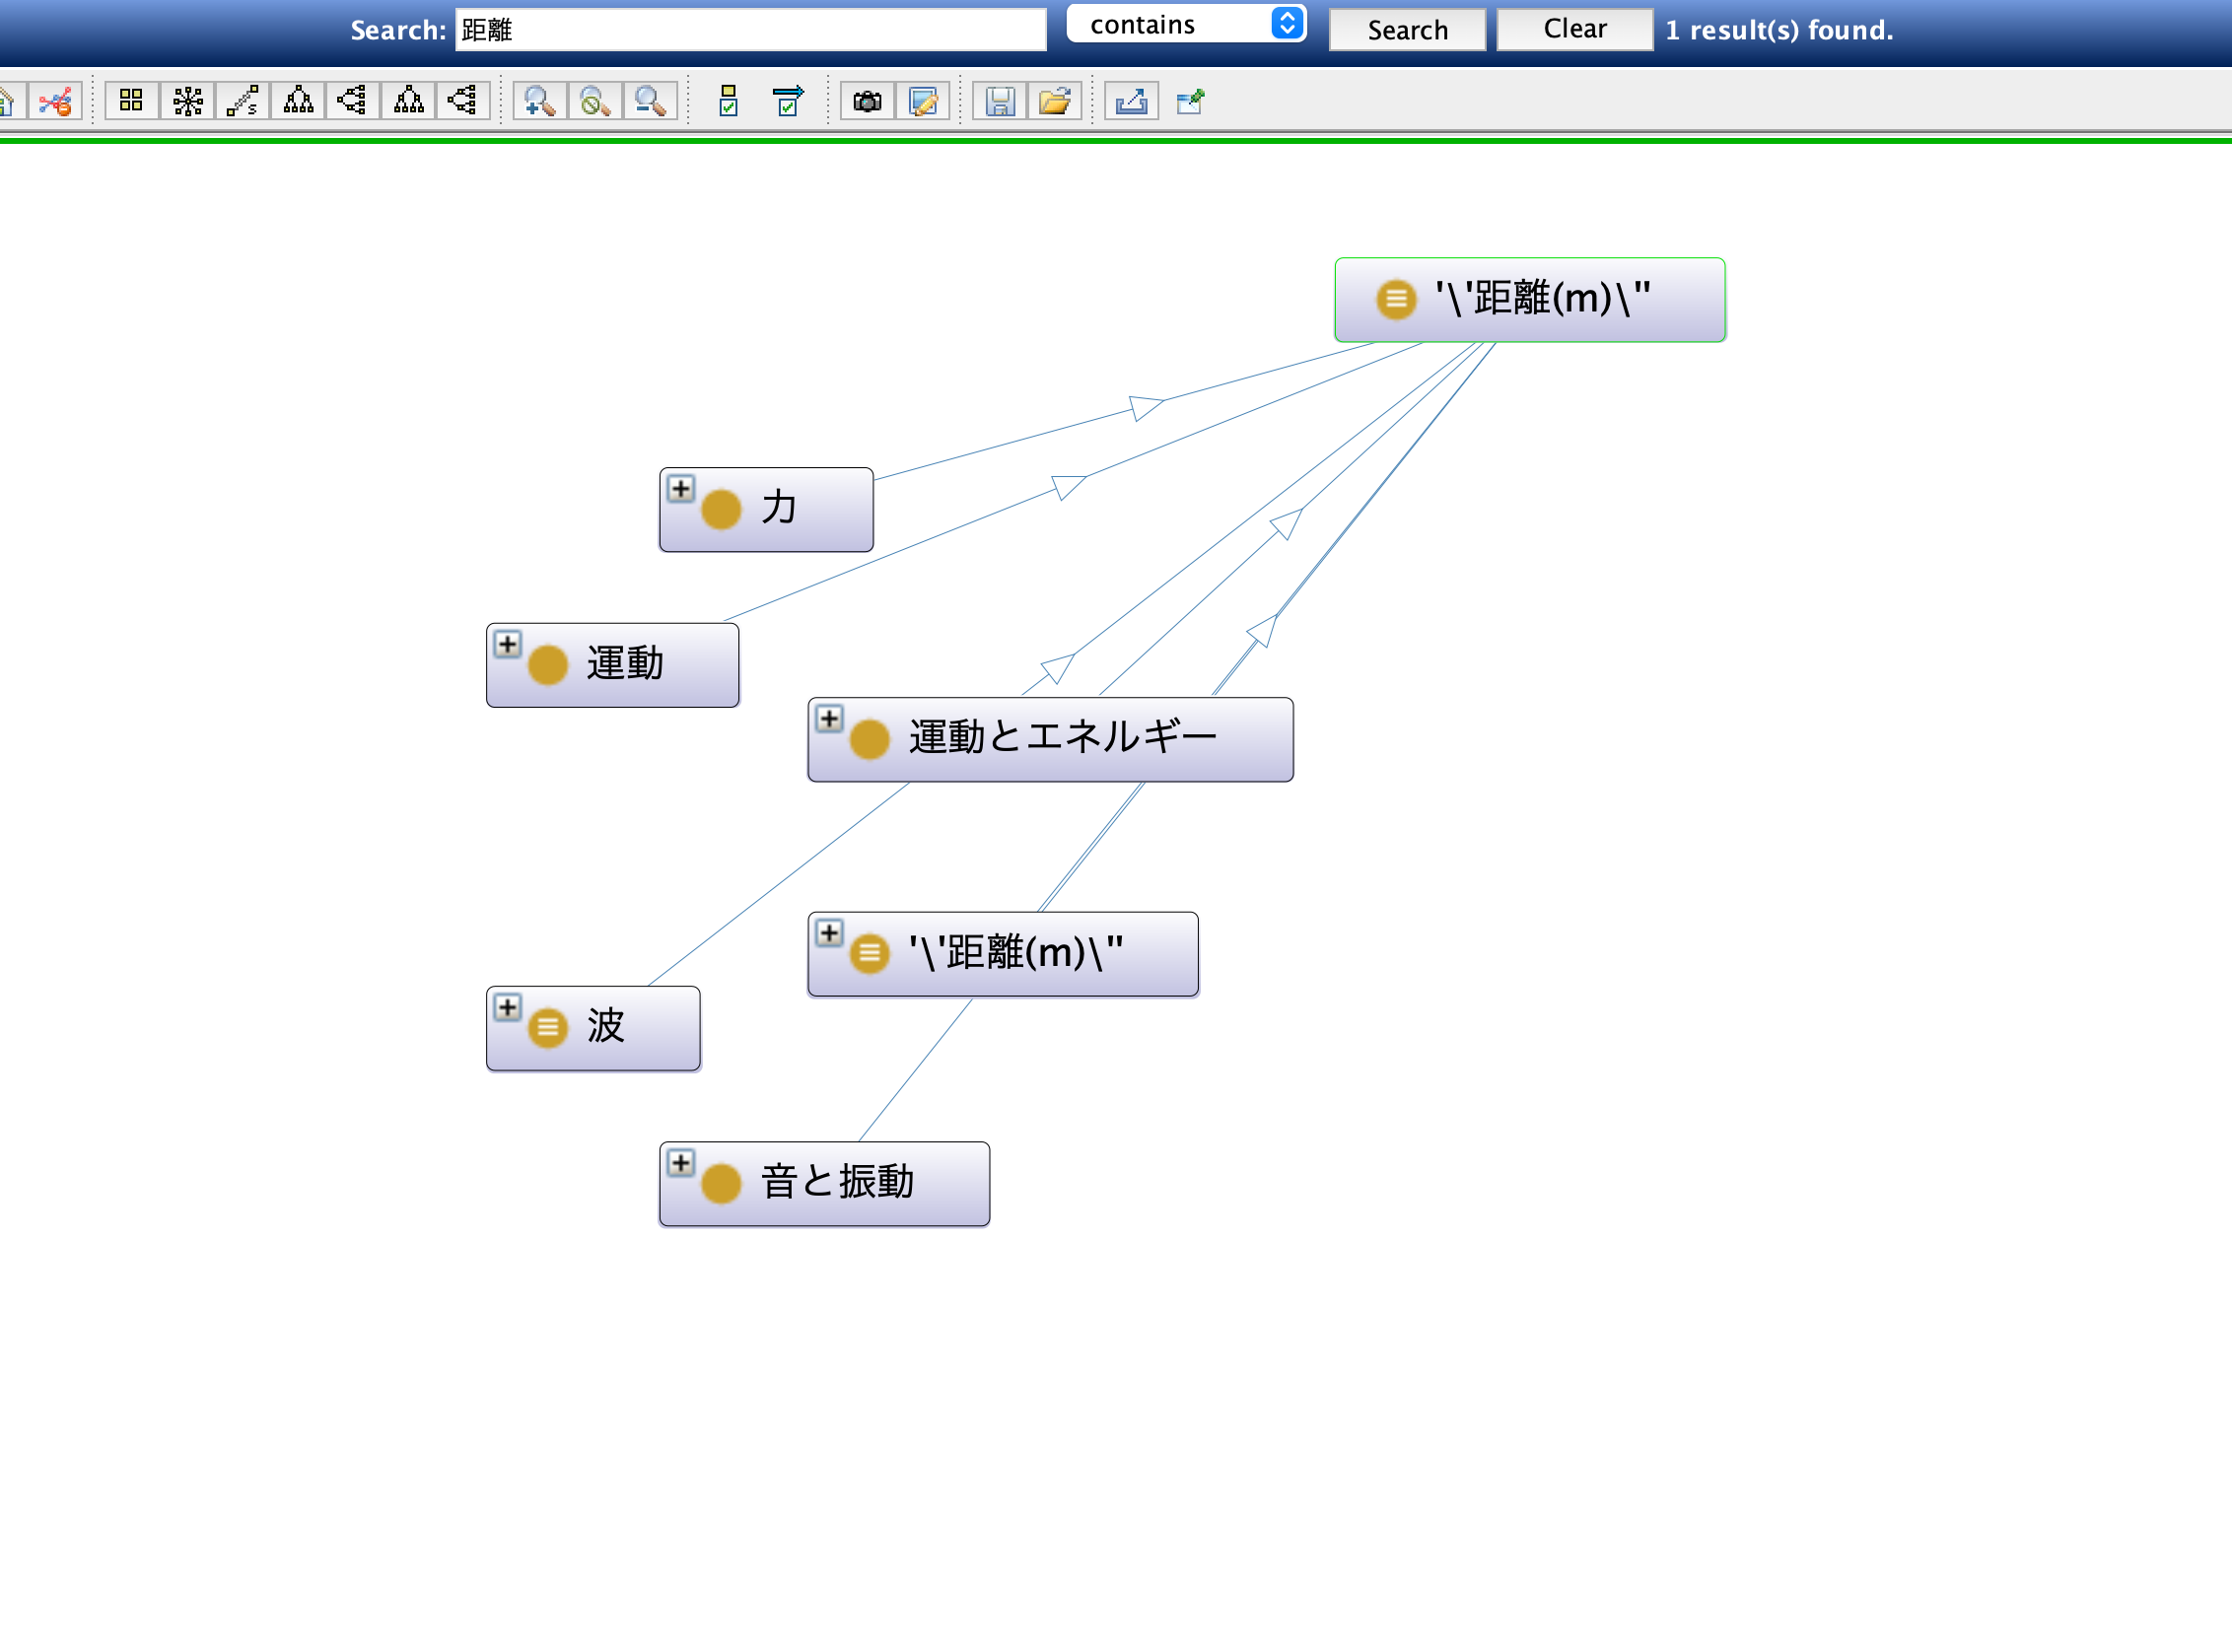 Search: 距離 contains Search Clear 1 result(s) found.
'\'距離(m)\''
力
運動
運動とエネルギー
'\'距離(m)\''
波
音と振動